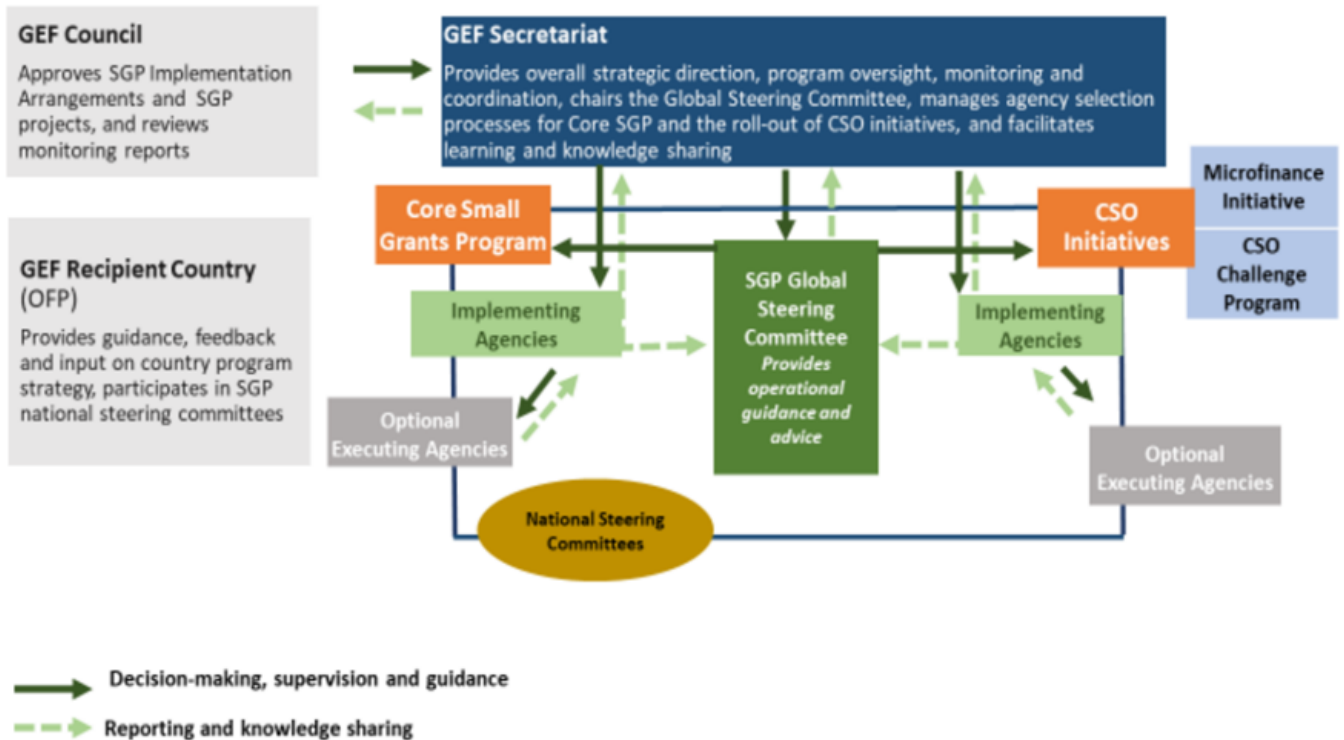 GEF Council
Approves SGP Implementation
Arrangements and SGP
projects, and reviews
monitoring reports
GEF Secretariat
Provides overall strategic direction, program oversight, monitoring and
coordination, chairs the Global Steering Committee, manages agency selection
processes for Core SGP and the roll-out of CSO initiatives, and facilitates
learning and knowledge sharing
GEF Recipient Country
(OFP)
Provides guidance, feedback
and input on country program
strategy, participates in SGP
national steering committees
Core Small
Grants Program
CSO
Initiatives
Microfinance
Initiative
CSO
Challenge
Program
Implementing
Agencies
SGP Global
Steering
Committee
Provides
operational
guidance and
advice
Implementing
Agencies
Optional
Executing Agencies
Optional
Executing Agencies
National Steering
Committees
Decision-making, supervision and guidance
Reporting and knowledge sharing